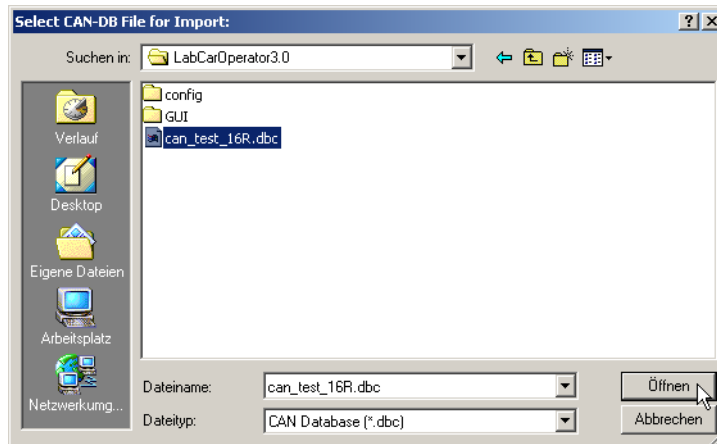 Select CAN-DB File for Import:
Suchen in:
LabCarOperator3.0
config
GUI
can_test_16R.dbc
Verlauf
Desktop
Eigene Dateien
Arbeitsplatz
Netzwerkumg...
Dateiname:
can_test_16R.dbc
Öffnen
Dateityp:
CAN Database (*.dbc)
Abbrechen